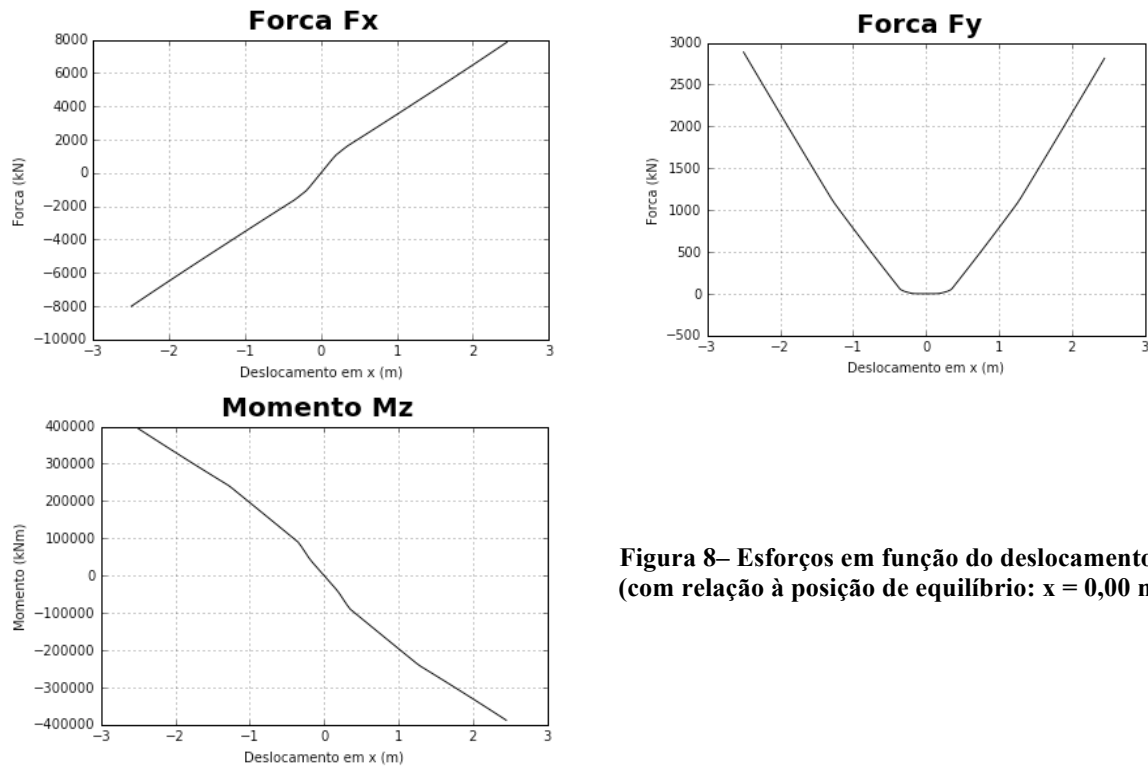 Forca Fx
8000
6000
4000
2000
0
−2000
−4000
−6000
−8000
−10000
−3 −2 −1 0 1 2 3
Forca (kN)
Deslocamento em x (m)
Forca Fy
3000
2500
2000
1500
1000
500
0
−500
−3 −2 −1 0 1 2 3
Forca (kN)
Deslocamento em x (m)
Momento Mz
400000
300000
200000
100000
0
−100000
−200000
−300000
−400000
−3 −2 −1 0 1 2 3
Momento (kNm)
Deslocamento em x (m)
Figura 8– Esforços em função do deslocamento
(com relação à posição de equilíbrio: x = 0,00